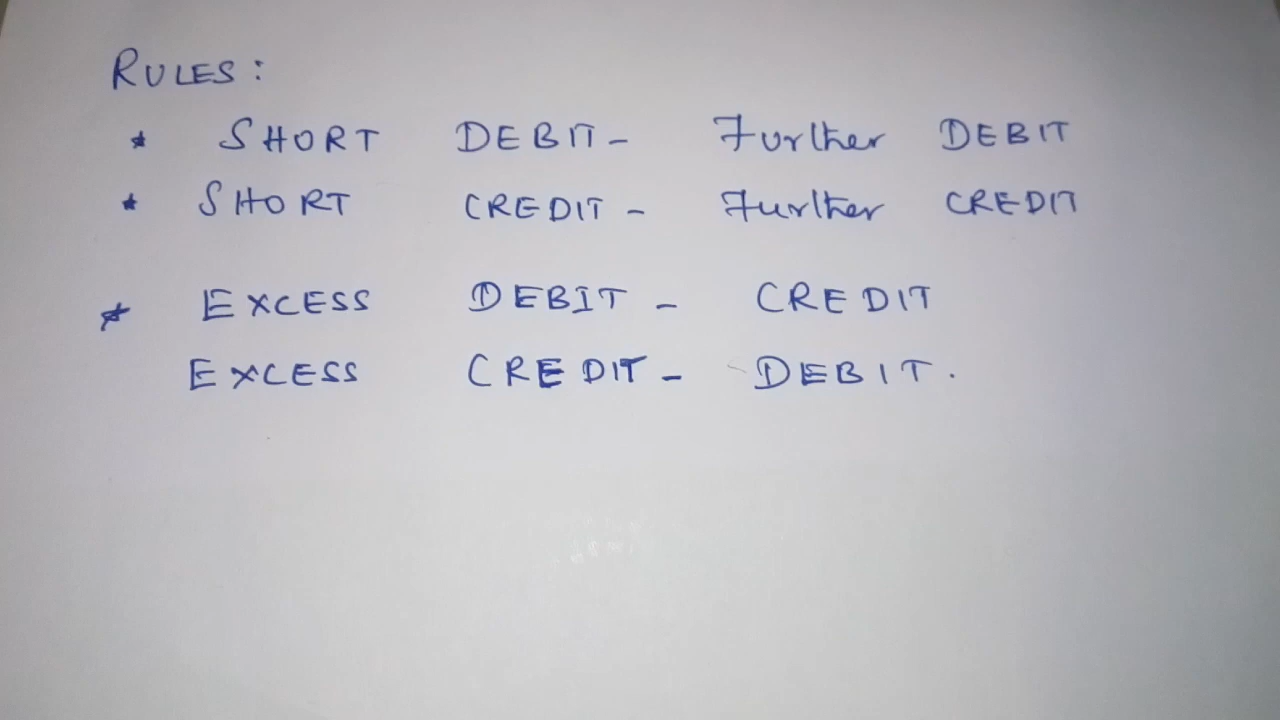 RULES:
* SHORT DEBIT - Further DEBIT
* SHORT CREDIT - Further CREDIT
* EXCESS DEBIT - CREDIT
EXCESS CREDIT - DEBIT.